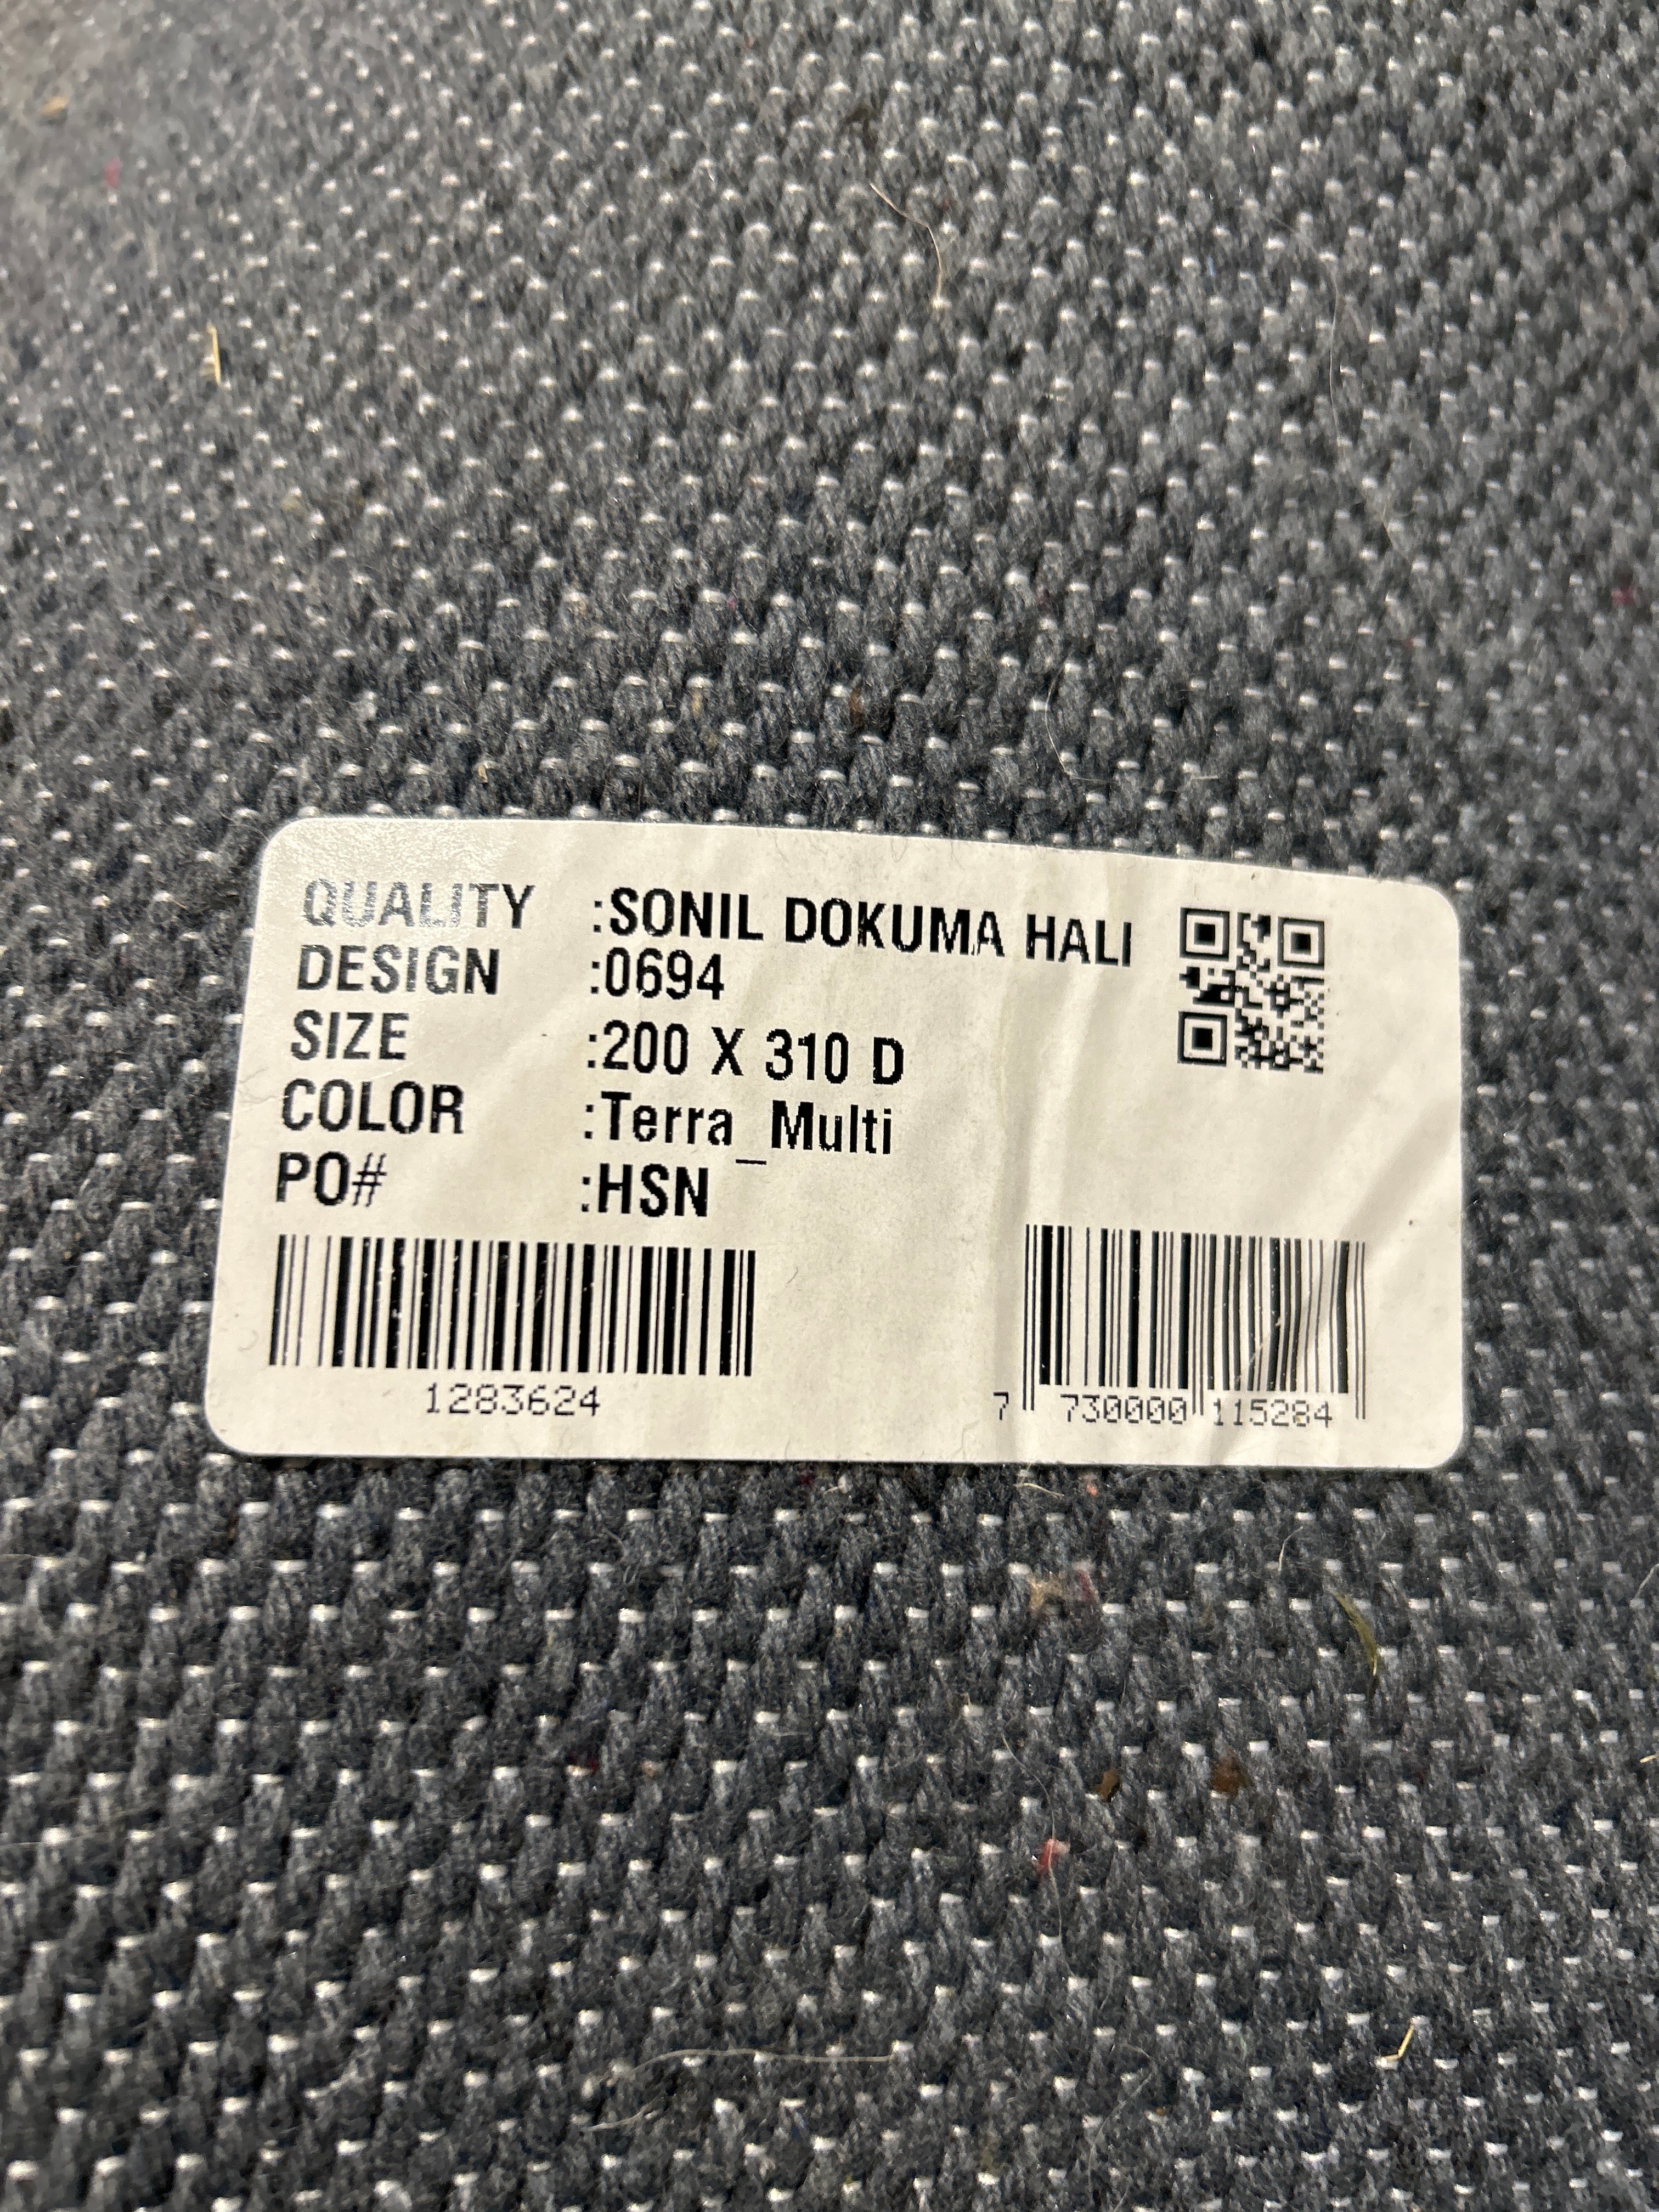 QUALITY :SONIL DOKUMA HALI
DESIGN :0694
SIZE :200 X 310 D
COLOR :Terra_Multi
PO# :HSN
1283624
7 730000 115284